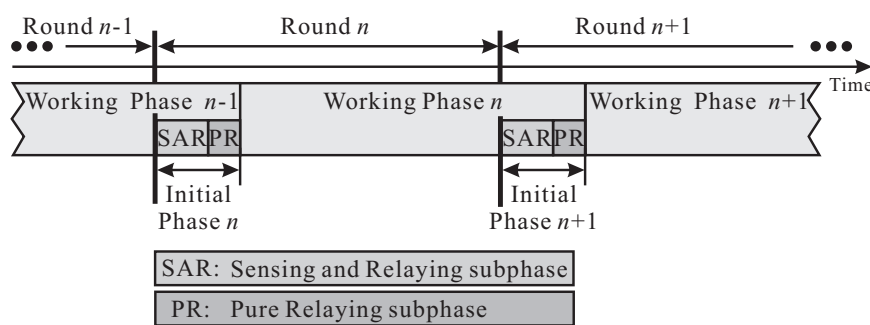 Round n-1 Round n Round n+1
Time
Working Phase n-1 Working Phase n Working Phase n+1
SAR PR SAR PR
Initial Phase n Initial Phase n+1
SAR: Sensing and Relaying subphase
PR: Pure Relaying subphase